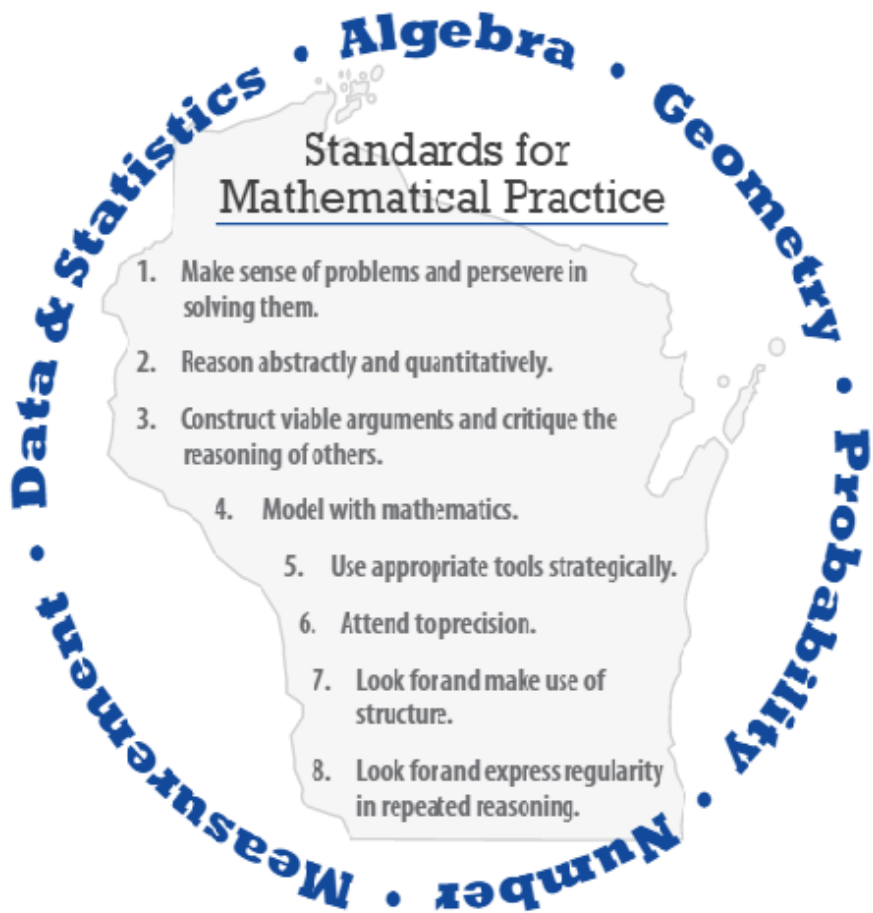 Standards for
Mathematical Practice
1. Make sense of problems and persevere in
solving them.
2. Reason abstractly and quantitatively.
3. Construct viable arguments and critique the
reasoning of others.
4. Model with mathematics.
5. Use appropriate tools strategically.
6. Attend toprecision.
7. Look forand make use of
structure.
8. Look forand express regularity
in repeated reasoning.
Algebra • Geometry • Probability • Number • Measurement • Data & Statistics •